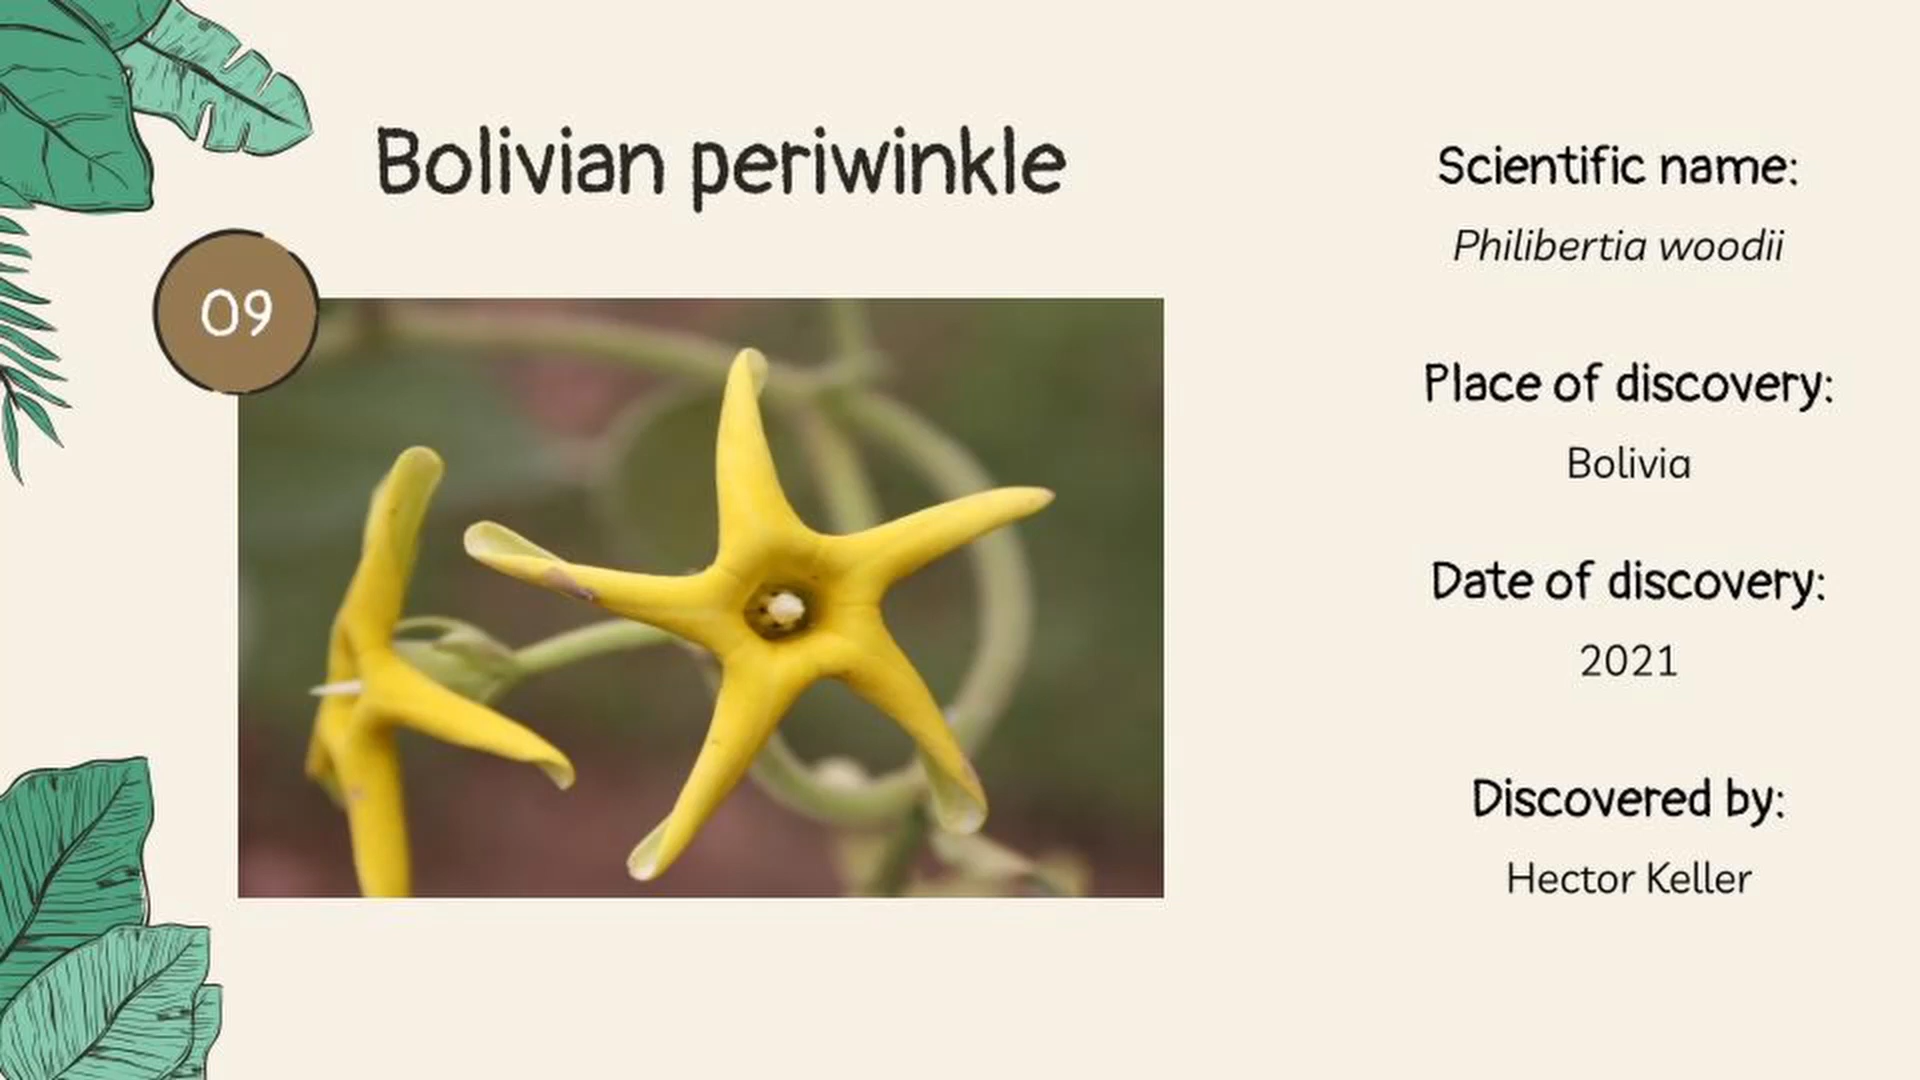 Bolivian periwinkle
09
Scientific name:
Philibertia woodii
Place of discovery:
Bolivia
Date of discovery:
2021
Discovered by:
Hector Keller